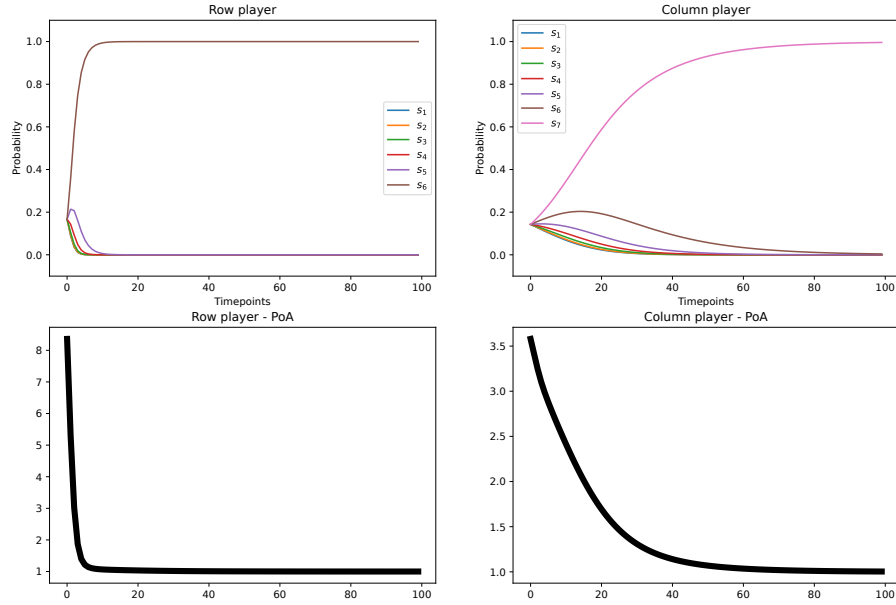 Row player
Probability
1.0
0.8
0.6
0.4
0.2
0.0
s1
s2
s3
s4
s5
s6
0 20 40 60 80 100
Timepoints
Column player
Probability
1.0
0.8
0.6
0.4
0.2
0.0
s1
s2
s3
s4
s5
s6
s7
0 20 40 60 80 100
Timepoints
Row player - PoA
8
7
6
5
4
3
2
1
0 20 40 60 80 100
Column player - PoA
3.5
3.0
2.5
2.0
1.5
1.0
0 20 40 60 80 100